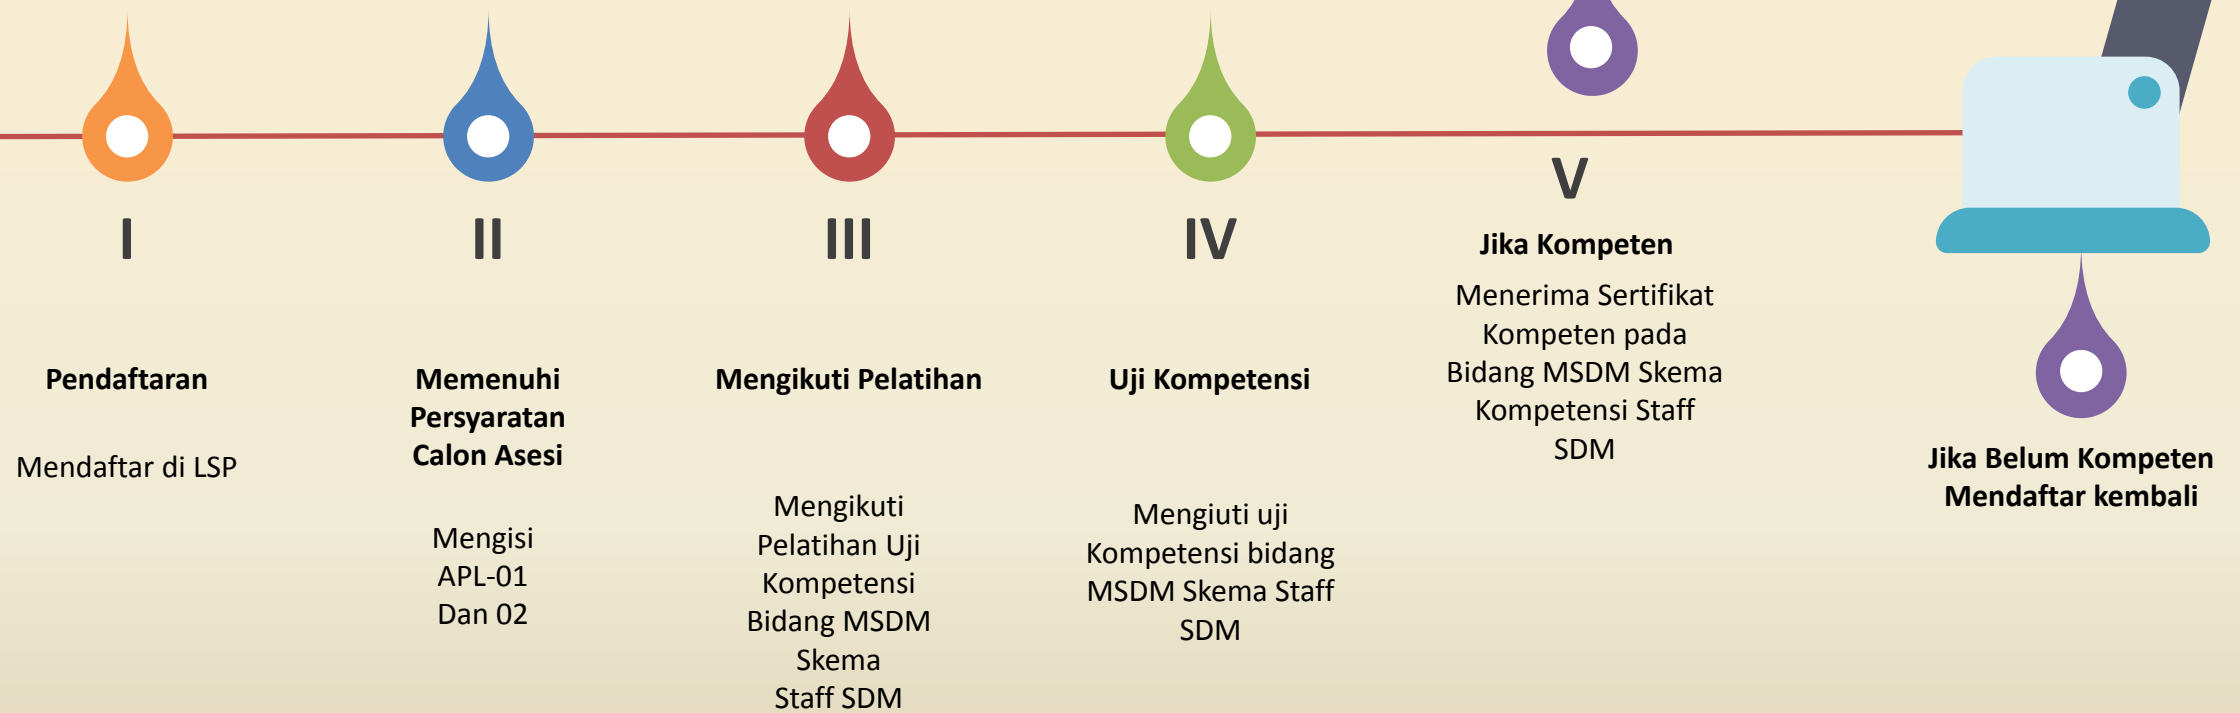 I
Pendaftaran
Mendaftar di LSP
II
Memenuhi
Persyaratan
Calon Asesi
Mengisi
APL-01
Dan 02
III
Mengikuti Pelatihan
Mengikuti
Pelatihan Uji
Kompetensi
Bidang MSDM
Skema
Staff SDM
IV
Uji Kompetensi
Mengiuti uji
Kompetensi bidang
MSDM Skema Staff
SDM
V
Jika Kompeten
Menerima Sertifikat
Kompeten pada
Bidang MSDM Skema
Kompetensi Staff
SDM
Jika Belum Kompeten
Mendaftar kembali